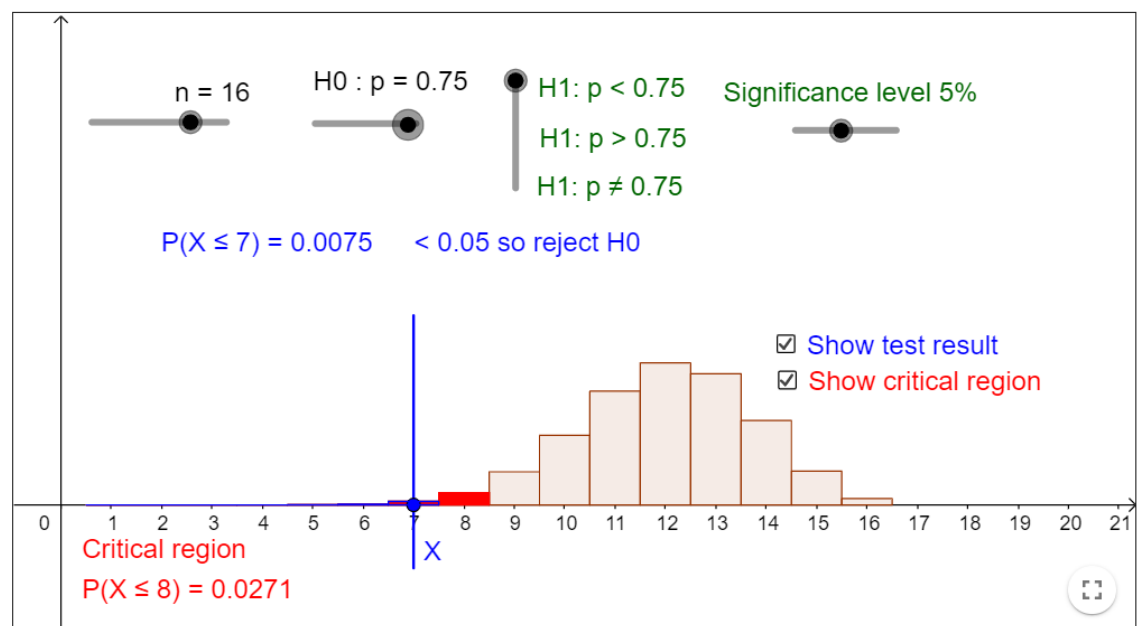 n = 16
H0 : p = 0.75
H1: p < 0.75
Significance level 5%
H1: p > 0.75
H1: p ≠ 0.75
P(X ≤ 7) = 0.0075 < 0.05 so reject H0
Show test result
Show critical region
0 1 2 3 4 5 6 7 8 9 10 11 12 13 14 15 16 17 18 19 20 21
Critical region
X
P(X ≤ 8) = 0.0271